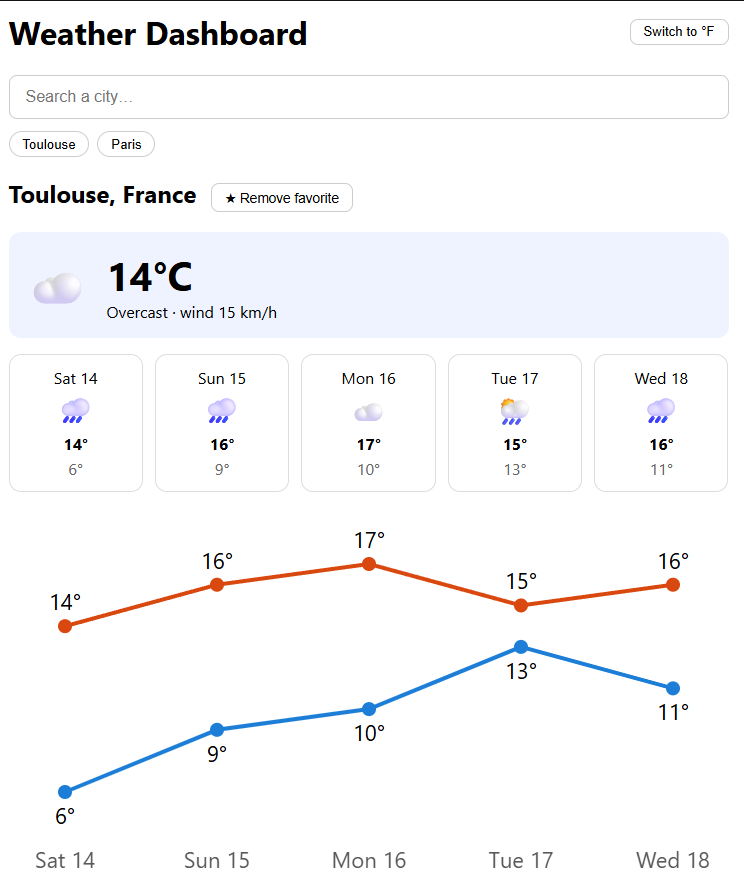 Weather Dashboard
Switch to °F
Search a city...
Toulouse
Paris
Toulouse, France
★ Remove favorite
14°C
Overcast · wind 15 km/h
Sat 14
Sun 15
Mon 16
Tue 17
Wed 18
14°
16°
17°
15°
16°
6°
9°
10°
13°
11°
14°
16°
17°
15°
16°
6°
9°
10°
13°
11°
Sat 14
Sun 15
Mon 16
Tue 17
Wed 18